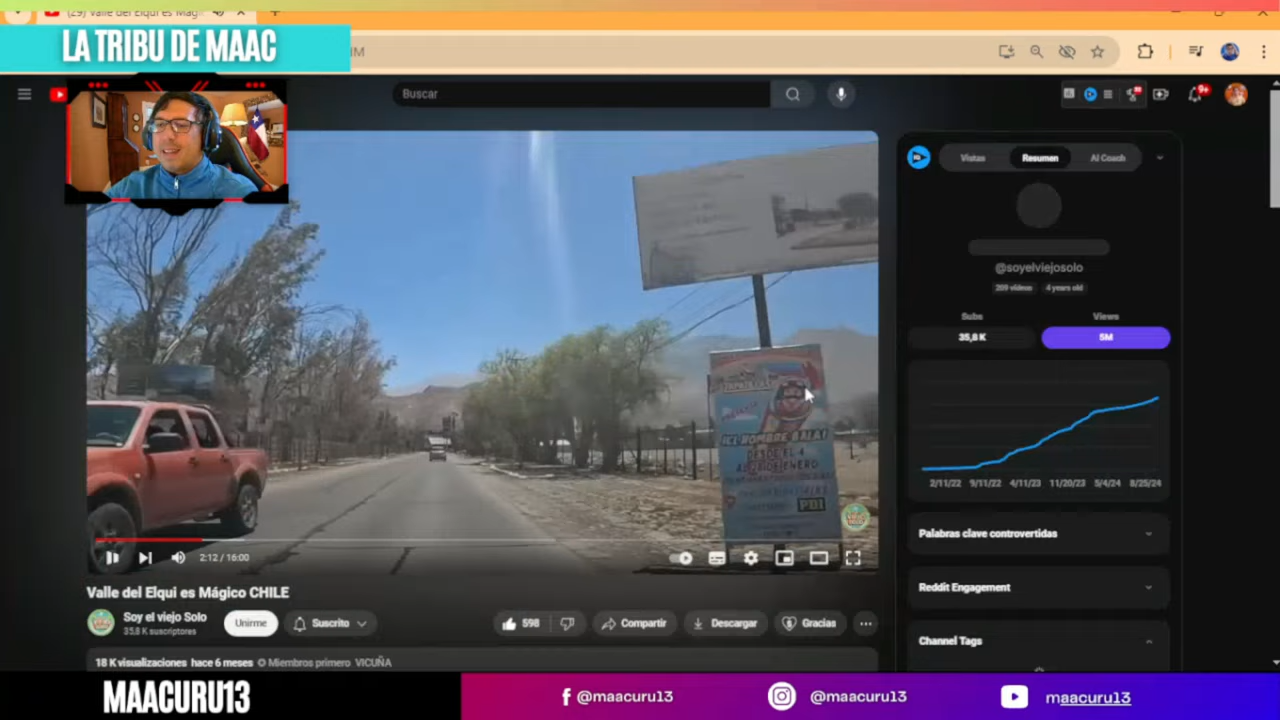 (29) Valle del Elqui es Mági
LA TRIBU DE MAAC
Buscar
9+
Vistas
Resumen
AI Coach
@soyelviejosolo
209 videos
4 years old
Subs
Views
35,8 K
5M
2/11/22
9/11/22
4/11/23
11/20/23
5/4/24
8/25/24
PRESENTA
DESDE EL 4
PDI
2:12 / 16:00
Palabras clave controvertidas
Valle del Elqui es Mágico CHILE
Soy el viejo Solo
35,8 K suscriptores
Unirme
Suscrito
598
Compartir
Descargar
Gracias
Reddit Engagement
Channel Tags
18 K visualizaciones hace 6 meses
Miembros primero
VICUÑA
MAACURU13
@maacuru13
@maacuru13
maacuru13